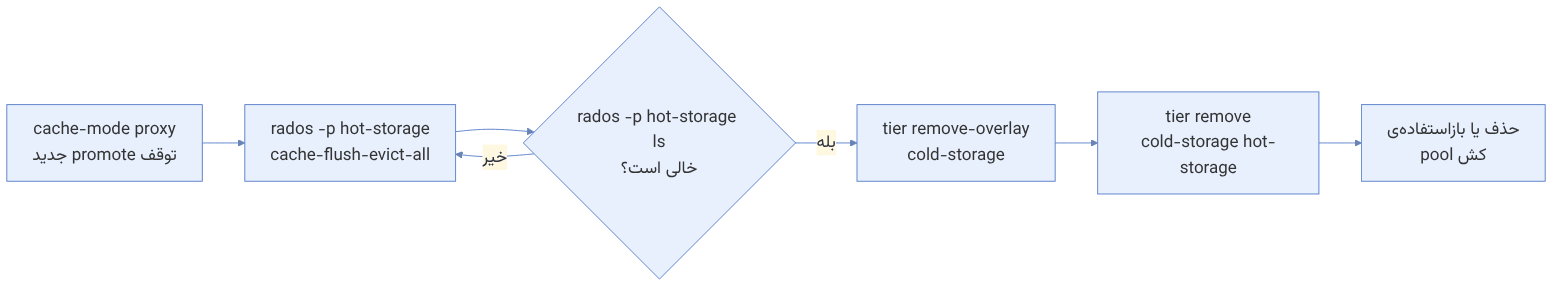 cache-mode proxy
توقف promote جدید
rados -p hot-storage
cache-flush-evict-all
خیر
rados -p hot-storage
ls
خالی است؟
بله
tier remove-overlay
cold-storage
tier remove
cold-storage hot-
storage
حذف یا بازاستفاده‌ی
pool کش